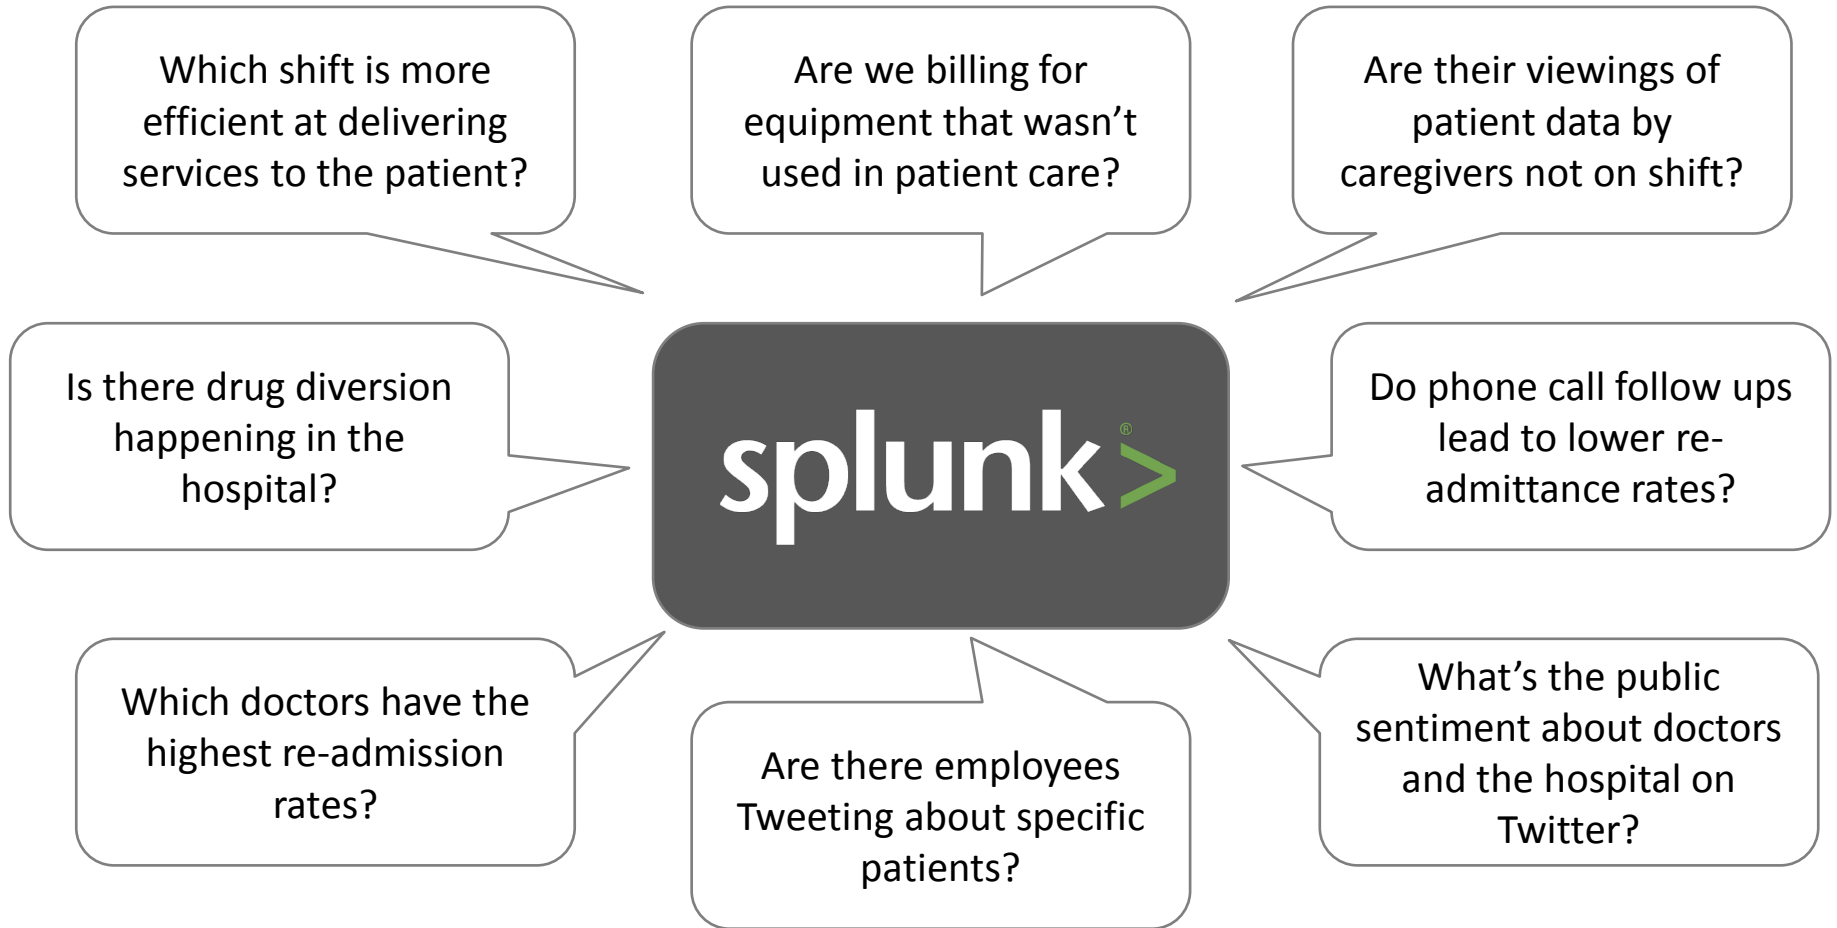 Which shift is more
efficient at delivering
services to the patient?
Are we billing for
equipment that wasn’t
used in patient care?
Are their viewings of
patient data by
caregivers not on shift?
Is there drug diversion
happening in the
hospital?
splunk>®
Do phone call follow ups
lead to lower re-
admittance rates?
Which doctors have the
highest re-admission
rates?
Are there employees
Tweeting about specific
patients?
What’s the public
sentiment about doctors
and the hospital on
Twitter?